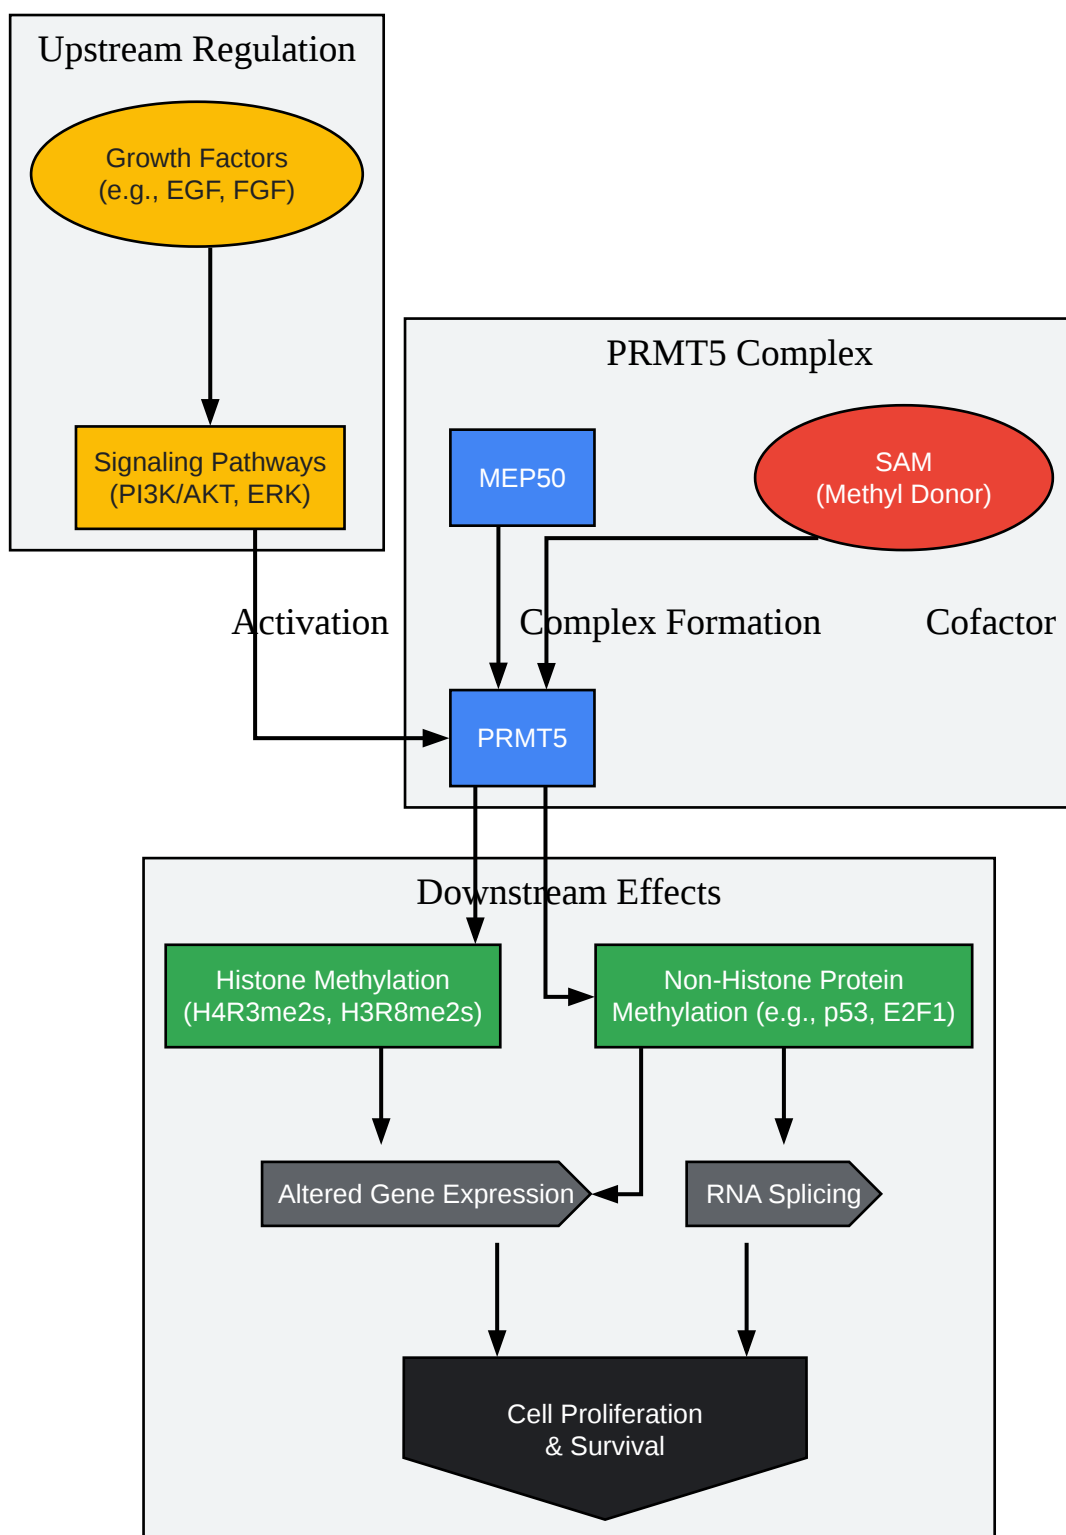 Upstream Regulation
Growth Factors
(e.g., EGF, FGF)
Signaling Pathways
(PI3K/AKT, ERK)
PRMT5 Complex
MEP50
SAM
(Methyl Donor)
Activation
Complex Formation
Cofactor
PRMT5
Downstream Effects
Histone Methylation
(H4R3me2s, H3R8me2s)
Non-Histone Protein
Methylation (e.g., p53, E2F1)
Altered Gene Expression
RNA Splicing
Cell Proliferation
& Survival